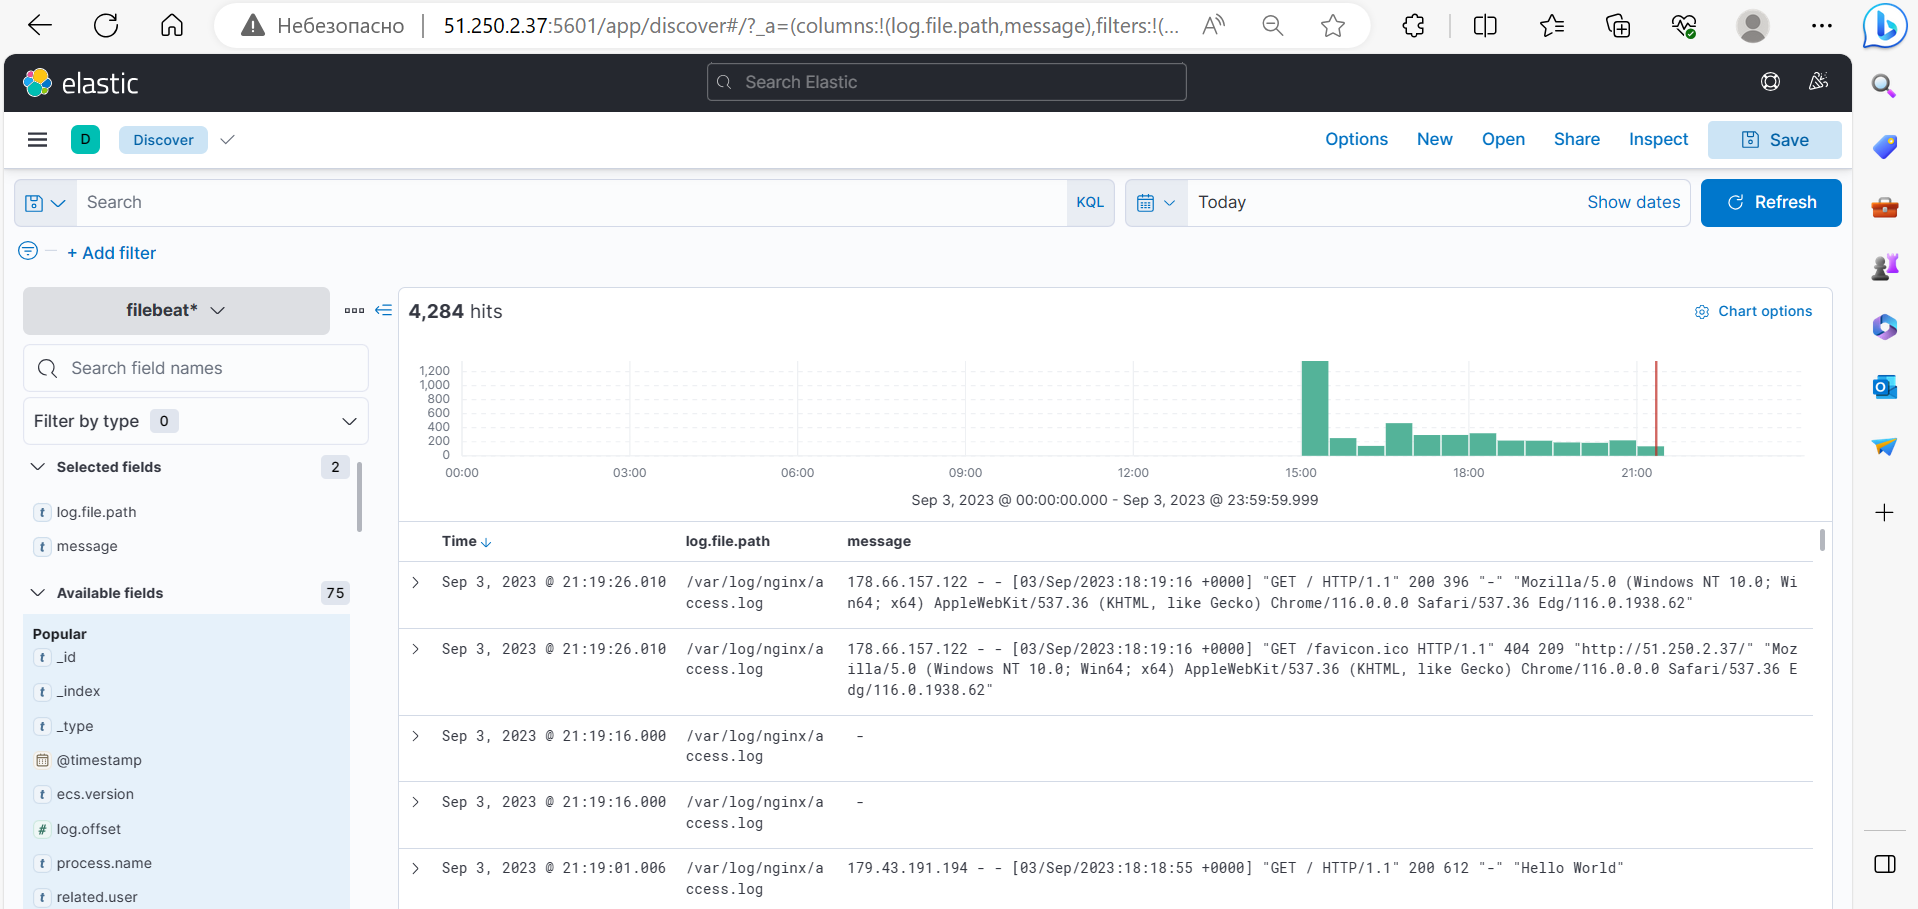 Небезопасно
51.250.2.37:5601/app/discover#/?_a=(columns:!(log.file.path,message),filters:!(...
elastic
Search Elastic
D
Discover
Options
New
Open
Share
Inspect
Save
Search
KQL
Today
Show dates
Refresh
+ Add filter
filebeat*
4,284 hits
Chart options
Search field names
Filter by type 0
Selected fields 2
t log.file.path
t message
Available fields 75
Popular
t _id
t _index
t _type
@timestamp
t ecs.version
# log.offset
t process.name
t related.user
1,200
1,000
800
600
400
200
0
00:00 03:00 06:00 09:00 12:00 15:00 18:00 21:00
Sep 3, 2023 @ 00:00:00.000 - Sep 3, 2023 @ 23:59:59.999
Time log.file.path message
Sep 3, 2023 @ 21:19:26.010 /var/log/nginx/a 178.66.157.122 - - [03/Sep/2023:18:19:16 +0000] "GET / HTTP/1.1" 200 396 "-" "Mozilla/5.0 (Windows NT 10.0; Wi
ccess.log n64; x64) AppleWebKit/537.36 (KHTML, like Gecko) Chrome/116.0.0.0 Safari/537.36 Edg/116.0.1938.62"
Sep 3, 2023 @ 21:19:26.010 /var/log/nginx/a 178.66.157.122 - - [03/Sep/2023:18:19:16 +0000] "GET /favicon.ico HTTP/1.1" 404 209 "http://51.250.2.37/" "Moz
ccess.log illa/5.0 (Windows NT 10.0; Win64; x64) AppleWebKit/537.36 (KHTML, like Gecko) Chrome/116.0.0.0 Safari/537.36 E
dg/116.0.1938.62"
Sep 3, 2023 @ 21:19:16.000 /var/log/nginx/a -
ccess.log
Sep 3, 2023 @ 21:19:16.000 /var/log/nginx/a -
ccess.log
Sep 3, 2023 @ 21:19:01.006 /var/log/nginx/a 179.43.191.194 - - [03/Sep/2023:18:18:55 +0000] "GET / HTTP/1.1" 200 612 "-" "Hello World"
ccess.log